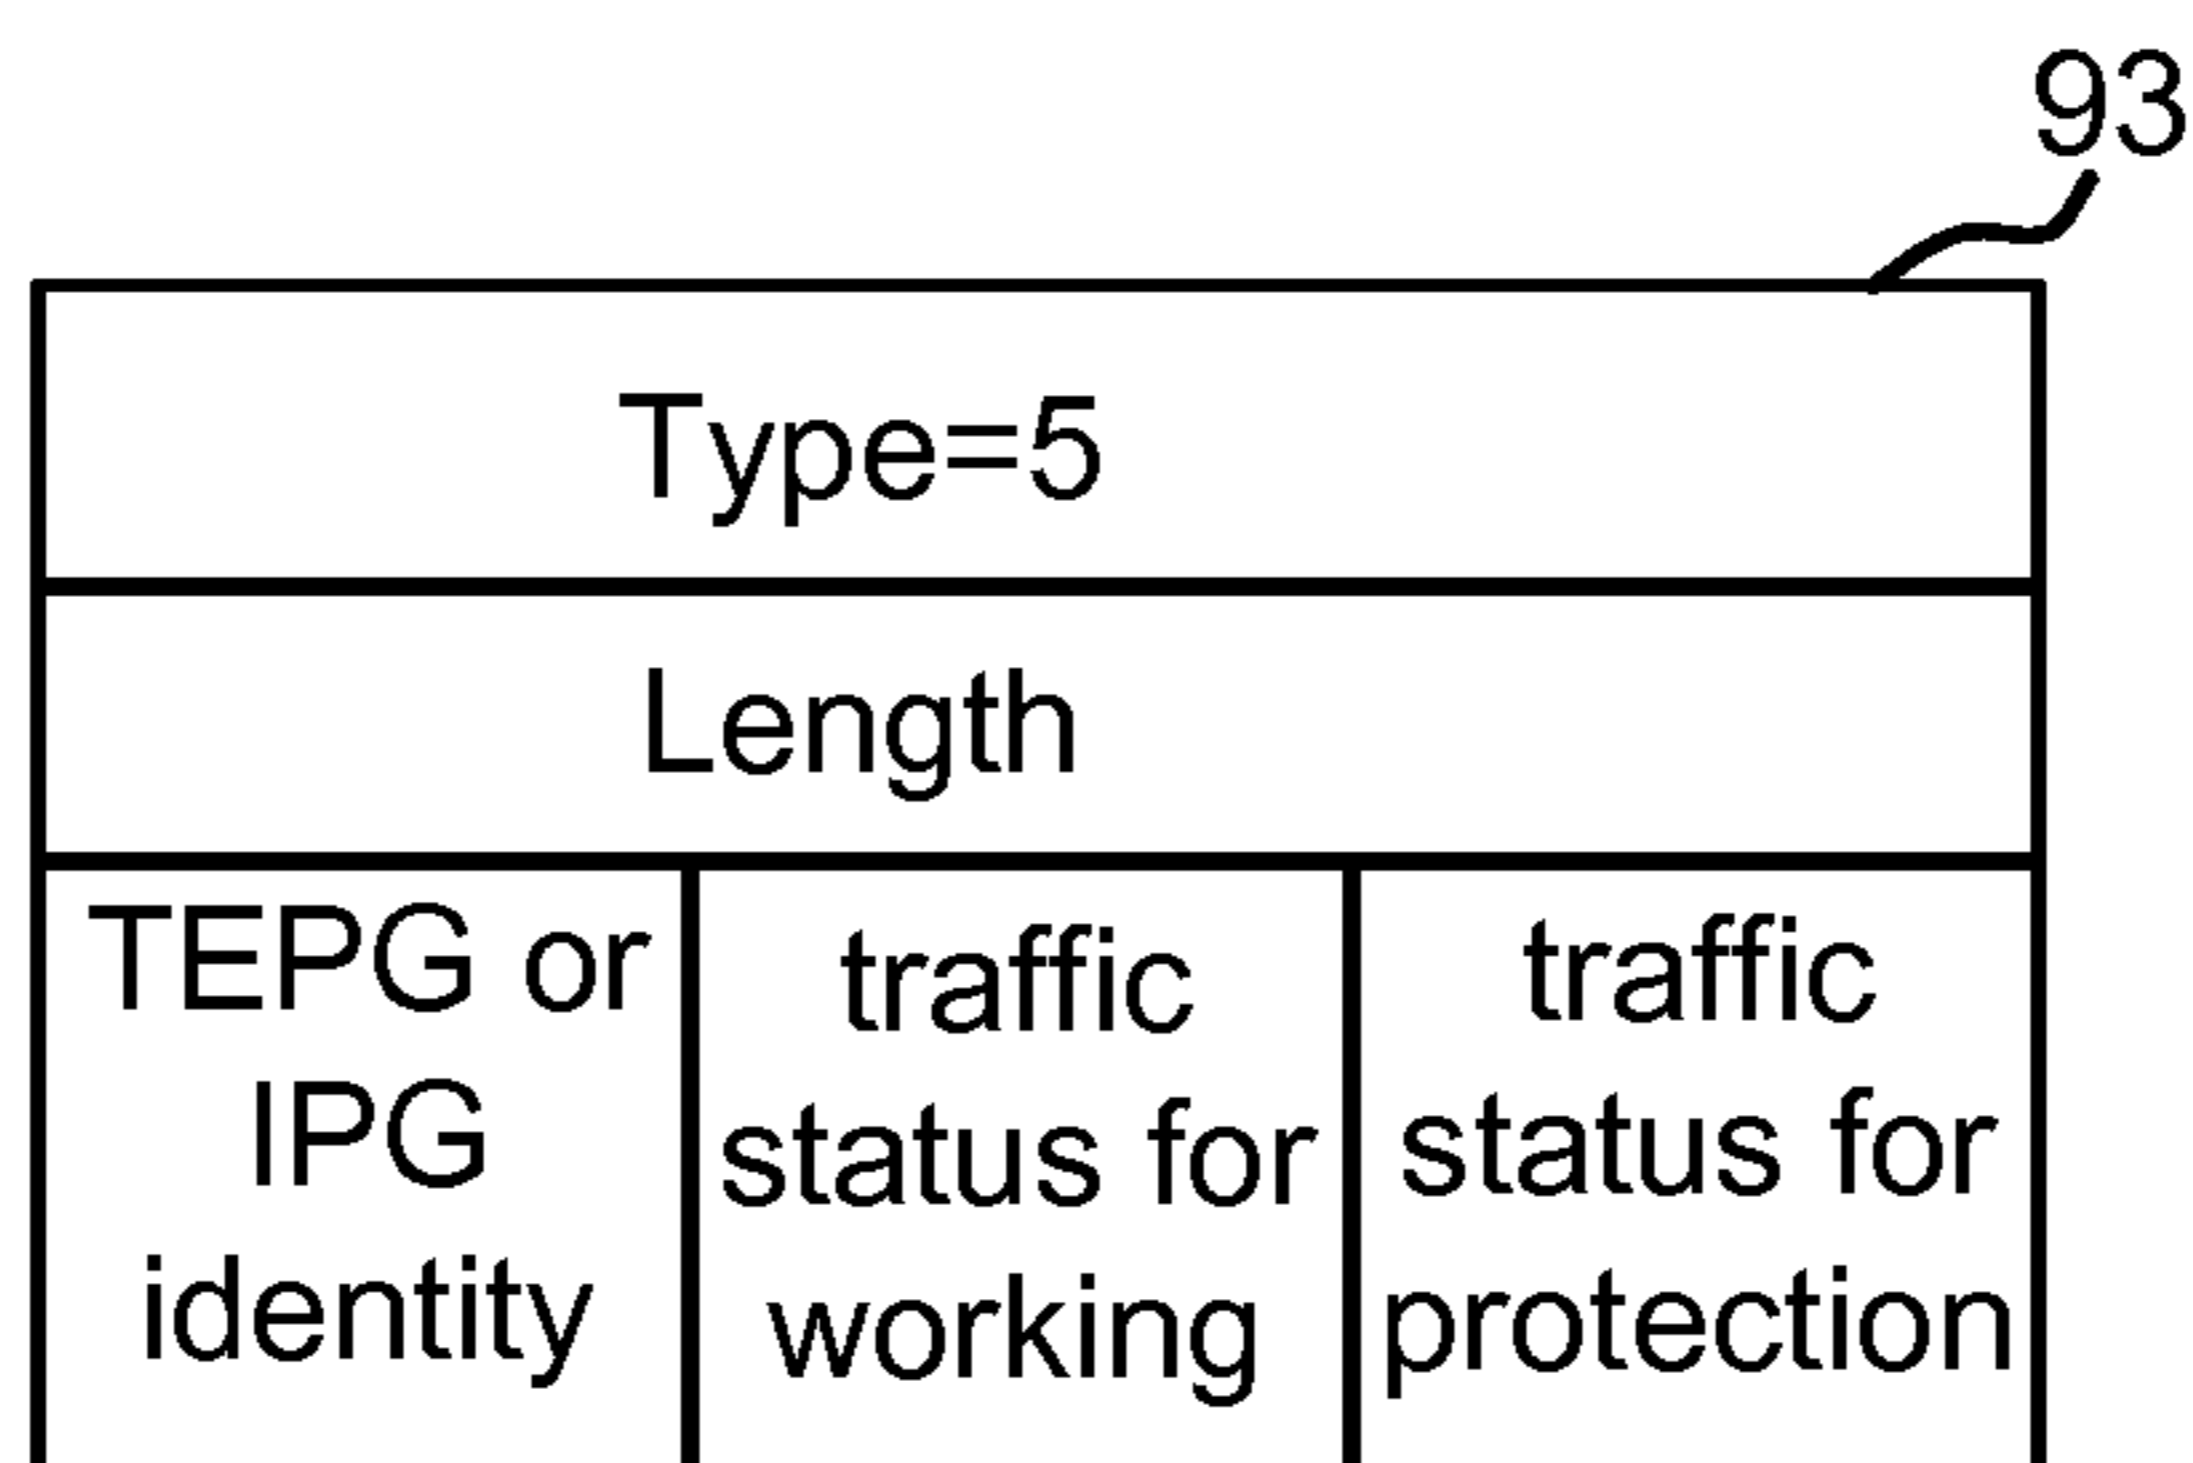 93
Type=5
Length
TEPG or
IPG
identity
traffic
status for
working
traffic
status for
protection